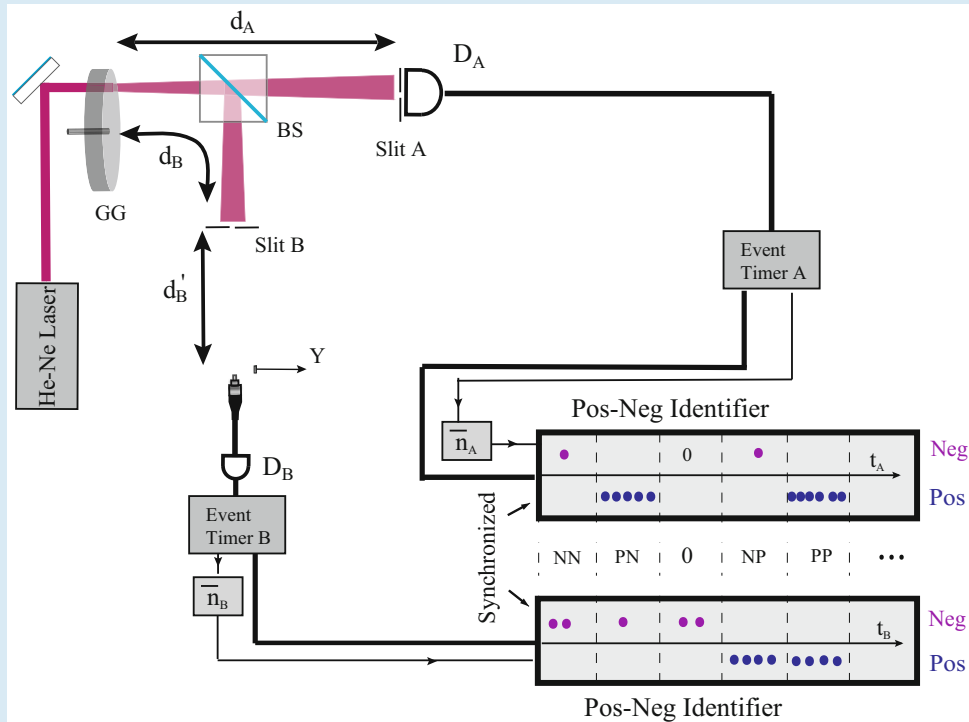 d_A
D_A
BS
Slit A
d_B
GG
Slit B
d_B'
He-Ne Laser
Y
Event
Timer A
Pos-Neg Identifier
n̅_A
0
t_A
Neg
Pos
D_B
Event
Timer B
Synchronized
NN PN 0 NP PP ...
n̅_B
t_B
Neg
Pos
Pos-Neg Identifier